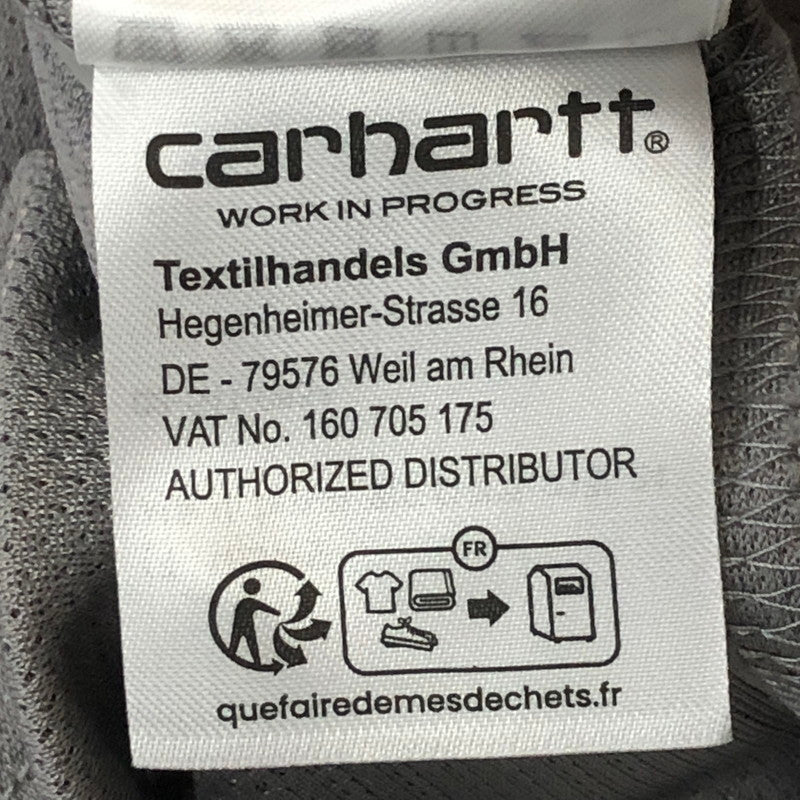 carhartt®
WORK IN PROGRESS
Textilhandels GmbH
Hegenheimer-Strasse 16
DE - 79576 Weil am Rhein
VAT No. 160 705 175
AUTHORIZED DISTRIBUTOR
FR
quefairedemesdechets.fr